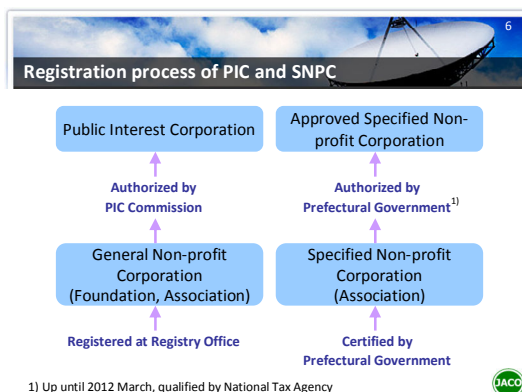 6
Registration process of PIC and SNPC
Public Interest Corporation
Approved Specified Non-
profit Corporation
Authorized by
PIC Commission
Authorized by
Prefectural Government1)
General Non-profit
Corporation
(Foundation, Association)
Specified Non-profit
Corporation
(Association)
Registered at Registry Office
Certified by
Prefectural Government
1) Up until 2012 March, qualified by National Tax Agency
JACO